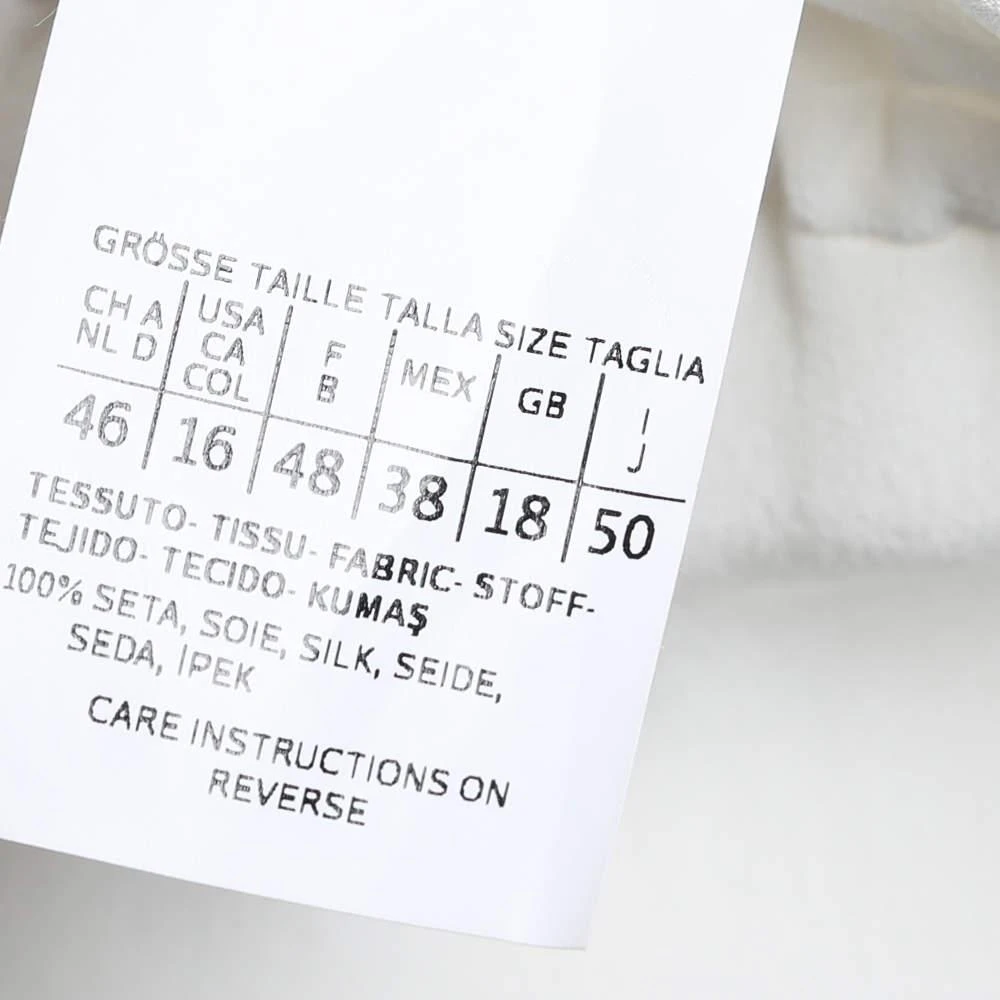 GRÖSSE TAILLE TALLA SIZE TAGLIA
CH A NL D | USA CA COL | F B | MEX | GB | I J
46 | 16 | 48 | 38 | 18 | 50
TESSUTO- TISSU- FABRIC- STOFF-
TEJIDO- TECIDO- KUMAŞ
100% SETA, SOIE, SILK, SEIDE,
SEDA, İPEK
CARE INSTRUCTIONS ON
REVERSE